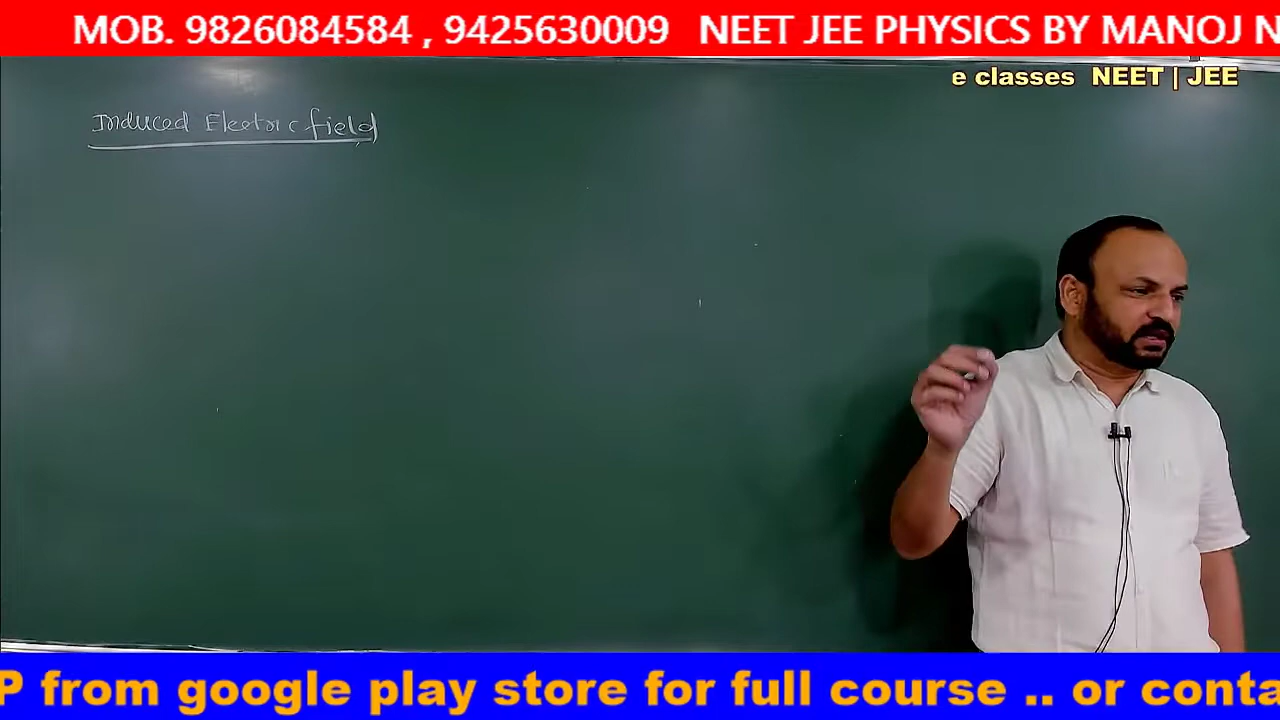 MOB. 9826084584 , 9425630009 NEET JEE PHYSICS BY MANOJ N
e classes NEET | JEE
Induced Electric field
P from google play store for full course .. or conta